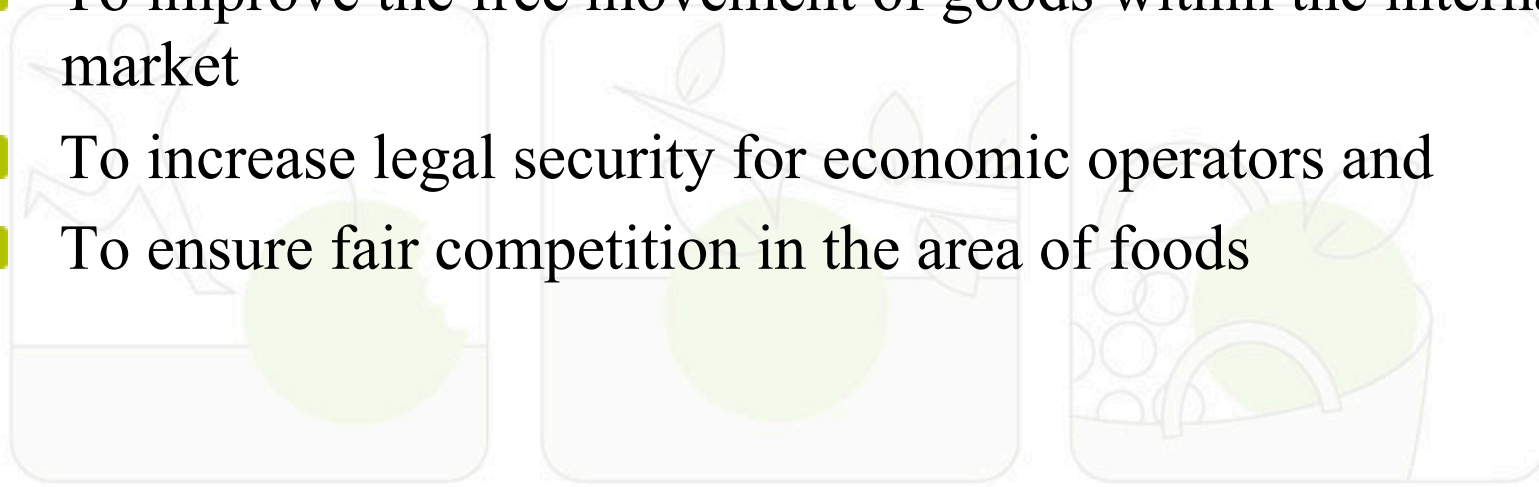 To improve the free movement of goods within the
market
To increase legal security for economic operators and
To ensure fair competition in the area of foods